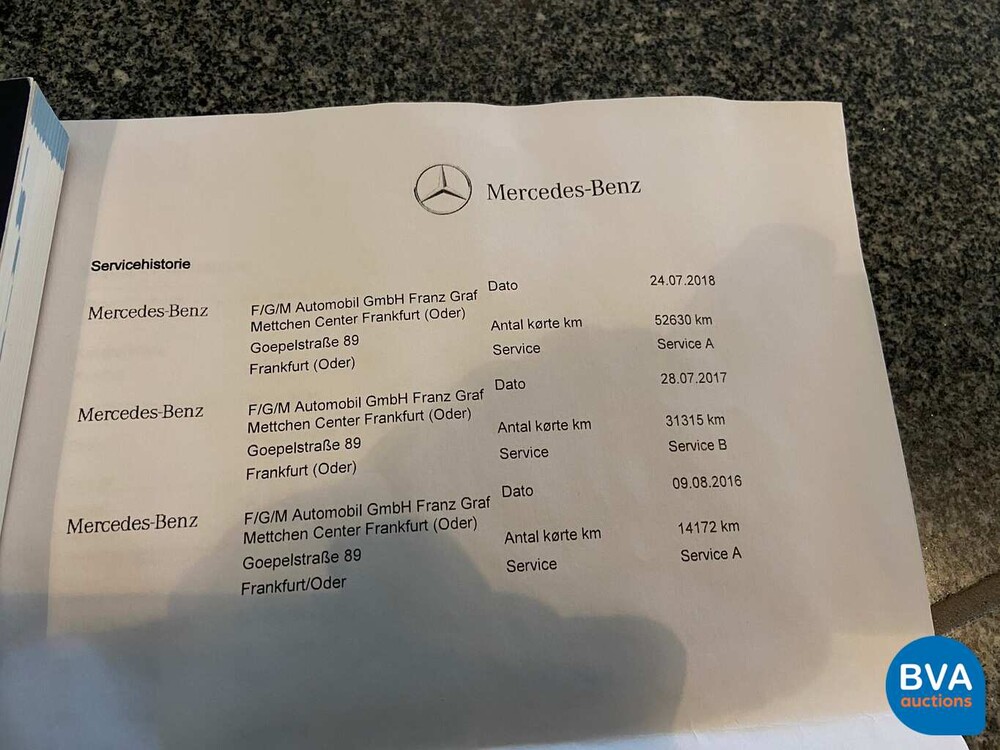 Mercedes-Benz
Servicehistorie
Mercedes-Benz
F/G/M Automobil GmbH Franz Graf
Mettchen Center Frankfurt (Oder)
Goepelstraße 89
Frankfurt (Oder)
Dato 24.07.2018
Antal kørte km 52630 km
Service Service A
Mercedes-Benz
F/G/M Automobil GmbH Franz Graf
Mettchen Center Frankfurt (Oder)
Goepelstraße 89
Frankfurt (Oder)
Dato 28.07.2017
Antal kørte km 31315 km
Service Service B
Mercedes-Benz
F/G/M Automobil GmbH Franz Graf
Mettchen Center Frankfurt (Oder)
Goepelstraße 89
Frankfurt/Oder
Dato 09.08.2016
Antal kørte km 14172 km
Service Service A
BVA
auctions